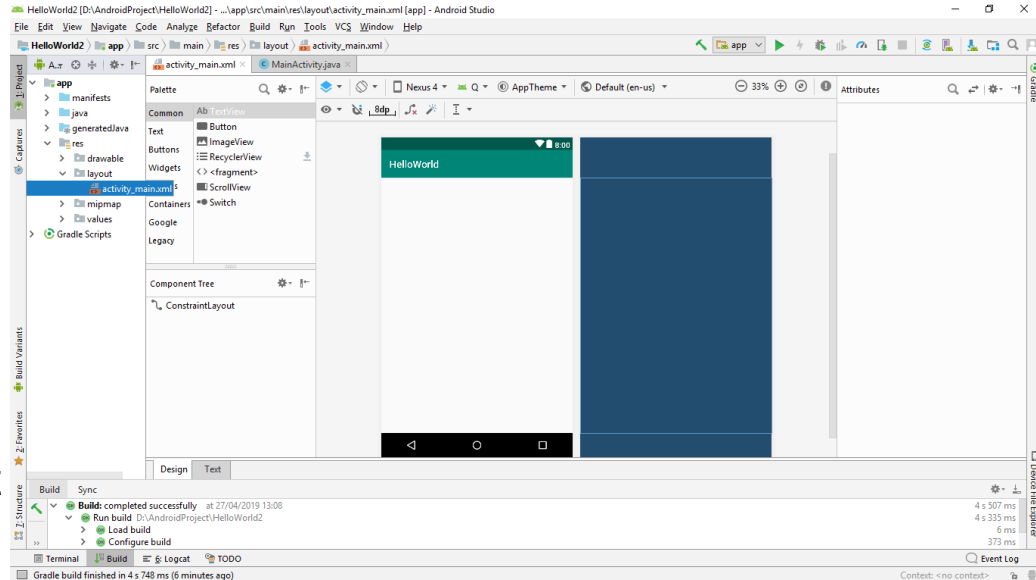 HelloWorld2 [D:\AndroidProject\HelloWorld2] - ...\app\src\main\res\layout\activity_main.xml [app] - Android Studio
File Edit View Navigate Code Analyze Refactor Build Run Tools VCS Window Help
HelloWorld2 app src main res layout activity_main.xml app
1: Project
Captures
Build Variants
2: Favorites
Z: Structure
app
manifests
java
generatedJava
res
drawable
layout
activity_main.xml
mipmap
values
Gradle Scripts
activity_main.xml MainActivity.java
Palette
Common
Text
Buttons
Widgets
Containers
Google
Legacy
Ab TextView
Button
ImageView
RecyclerView
<> <fragment>
ScrollView
Switch
Component Tree
ConstraintLayout
Nexus 4 Q AppTheme Default (en-us) 33%
8dp
8:00
HelloWorld
Attributes
Gradle
Device File Explorer
Design Text
Build Sync
Build: completed successfully at 27/04/2019 13:08 4 s 507 ms
Run build D:\AndroidProject\HelloWorld2 4 s 335 ms
Load build 6 ms
Configure build 373 ms
Terminal Build 6: Logcat TODO Event Log
Gradle build finished in 4 s 748 ms (6 minutes ago) Context: <no context>